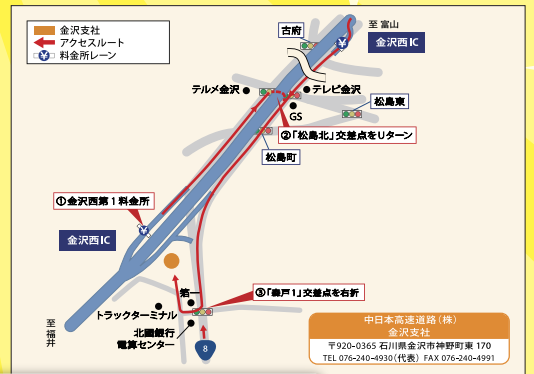 金沢支社
アクセスルート
料金所レーン
古府
至 富山
金沢西IC
テルメ金沢
テレビ金沢
GS
松島東
②「松島北」交差点をUターン
松島町
①金沢西第1料金所
金沢西IC
至 福井
第一
③「森戸1」交差点を右折
トラックターミナル
北國銀行
電算センター
8
中日本高速道路(株)
金沢支社
〒920-0365 石川県金沢市神野町東 170
TEL 076-240-4930(代表) FAX 076-240-4991